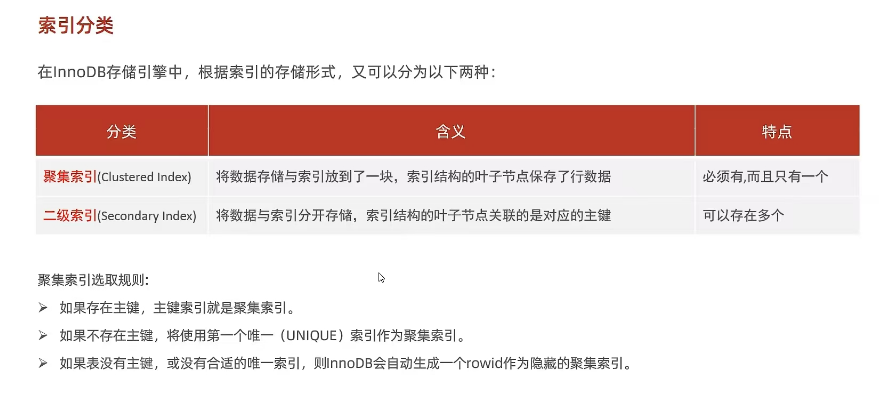 索引分类
在InnoDB存储引擎中，根据索引的存储形式，又可以分为以下两种：
分类 含义 特点
聚集索引(Clustered Index) 将数据存储与索引放到了一块，索引结构的叶子节点保存了行数据 必须有,而且只有一个
二级索引(Secondary Index) 将数据与索引分开存储，索引结构的叶子节点关联的是对应的主键 可以存在多个
聚集索引选取规则:
➢ 如果存在主键，主键索引就是聚集索引。
➢ 如果不存在主键，将使用第一个唯一（UNIQUE）索引作为聚集索引。
➢ 如果表没有主键，或没有合适的唯一索引，则InnoDB会自动生成一个rowid作为隐藏的聚集索引。